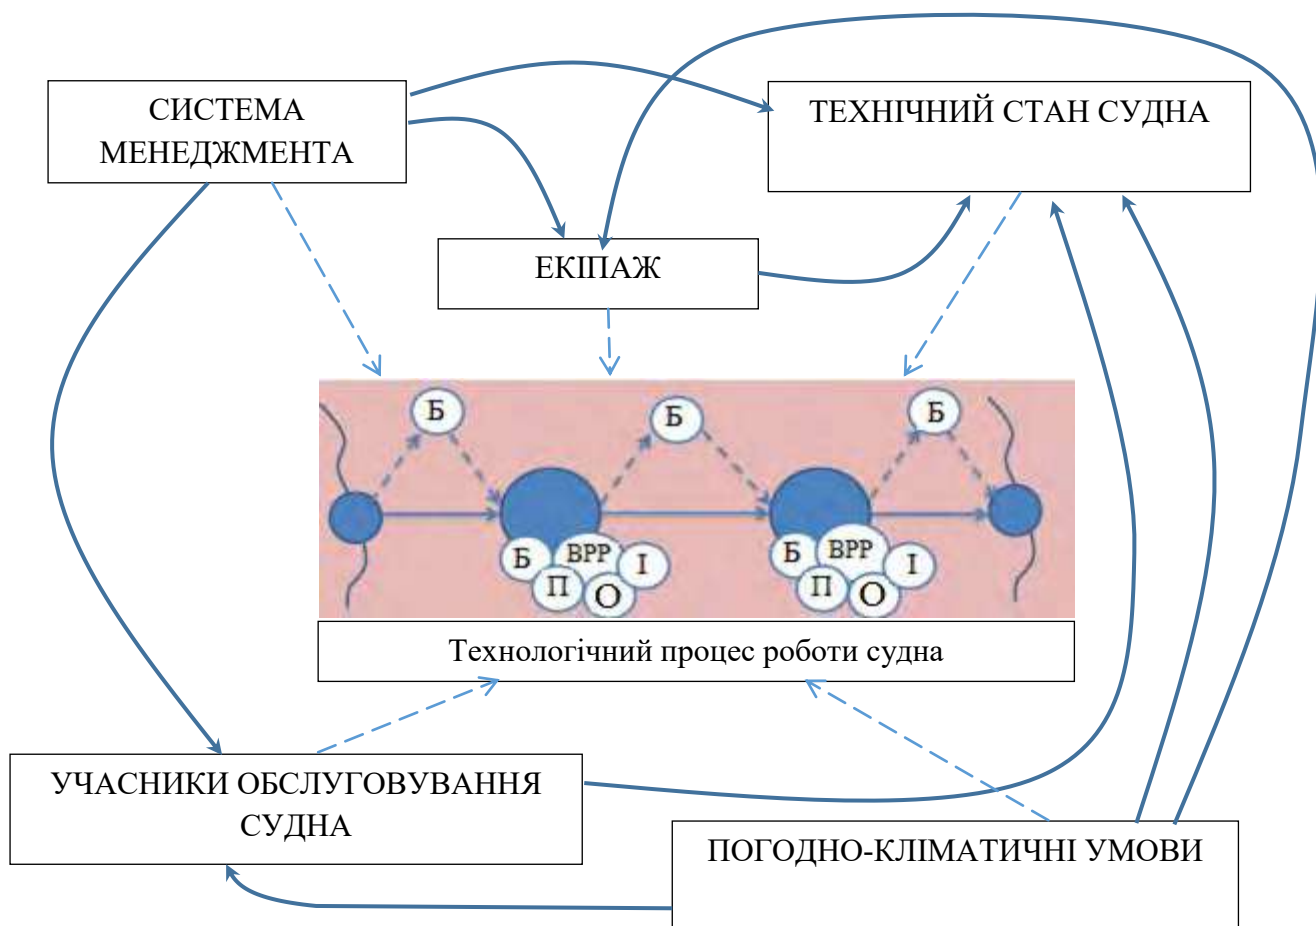 СИСТЕМА
МЕНЕДЖМЕНТА
ТЕХНІЧНИЙ СТАН СУДНА
ЕКІПАЖ
Б
Б
Б
Б
ВРР
І
П
О
Б
ВРР
І
П
О
Технологічний процес роботи судна
УЧАСНИКИ ОБСЛУГОВУВАННЯ
СУДНА
ПОГОДНО-КЛІМАТИЧНІ УМОВИ